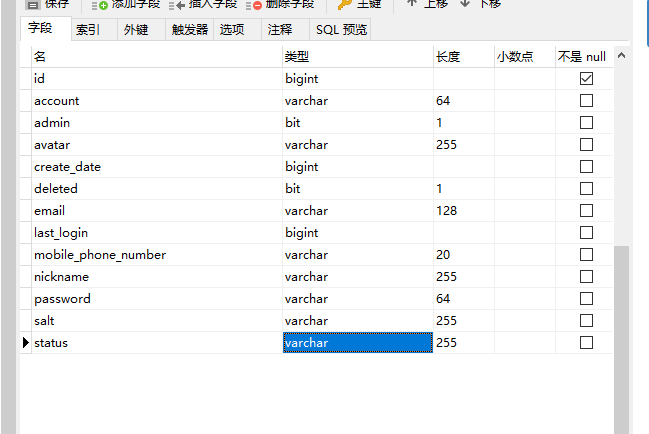 保存 添加字段 插入字段 删除字段 主键 上移 下移
字段 索引 外键 触发器 选项 注释 SQL 预览
名 类型 长度 小数点 不是 null
id bigint
account varchar 64
admin bit 1
avatar varchar 255
create_date bigint
deleted bit 1
email varchar 128
last_login bigint
mobile_phone_number varchar 20
nickname varchar 255
password varchar 64
salt varchar 255
status varchar 255